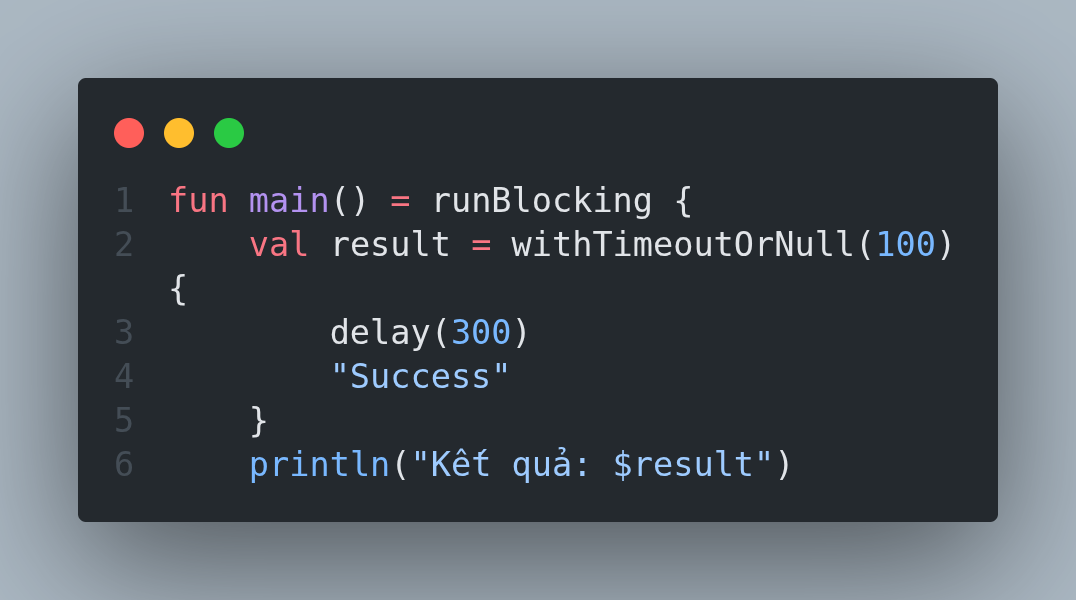 1 fun main() = runBlocking {
2     val result = withTimeoutOrNull(100)
{
3         delay(300)
4         "Success"
5     }
6     println("Kết quả: $result")